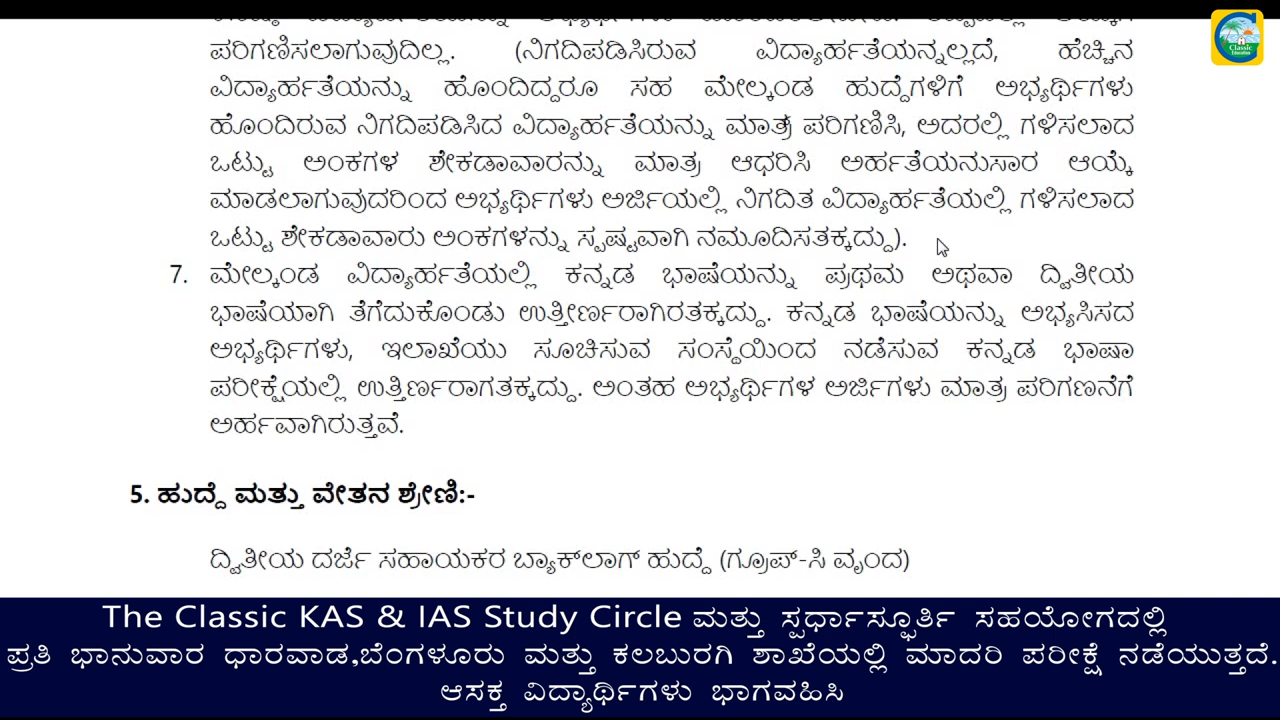 ಪರಿಗಣಿಸಲಾಗುವುದಿಲ್ಲ. (ನಿಗದಿಪಡಿಸಿರುವ ವಿದ್ಯಾರ್ಹತೆಯನ್ನಲ್ಲದೆ, ಹೆಚ್ಚಿನ
ವಿದ್ಯಾರ್ಹತೆಯನ್ನು ಹೊಂದಿದ್ದರೂ ಸಹ ಮೇಲ್ಕಂಡ ಹುದ್ದೆಗಳಿಗೆ ಅಭ್ಯರ್ಥಿಗಳು
ಹೊಂದಿರುವ ನಿಗದಿಪಡಿಸಿದ ವಿದ್ಯಾರ್ಹತೆಯನ್ನು ಮಾತ್ರ ಪರಿಗಣಿಸಿ, ಅದರಲ್ಲಿ ಗಳಿಸಲಾದ
ಒಟ್ಟು ಅಂಕಗಳ ಶೇಕಡಾವಾರನ್ನು ಮಾತ್ರ ಆಧರಿಸಿ ಅರ್ಹತೆಯನುಸಾರ ಆಯ್ಕೆ
ಮಾಡಲಾಗುವುದರಿಂದ ಅಭ್ಯರ್ಥಿಗಳು ಅರ್ಜಿಯಲ್ಲಿ ನಿಗದಿತ ವಿದ್ಯಾರ್ಹತೆಯಲ್ಲಿ ಗಳಿಸಲಾದ
ಒಟ್ಟು ಶೇಕಡಾವಾರು ಅಂಕಗಳನ್ನು ಸ್ಪಷ್ಟವಾಗಿ ನಮೂದಿಸತಕ್ಕದ್ದು).
7. ಮೇಲ್ಕಂಡ ವಿದ್ಯಾರ್ಹತೆಯಲ್ಲಿ ಕನ್ನಡ ಭಾಷೆಯನ್ನು ಪ್ರಥಮ ಅಥವಾ ದ್ವಿತೀಯ
ಭಾಷೆಯಾಗಿ ತೆಗೆದುಕೊಂಡು ಉತ್ತೀರ್ಣರಾಗಿರತಕ್ಕದ್ದು. ಕನ್ನಡ ಭಾಷೆಯನ್ನು ಅಭ್ಯಸಿಸದ
ಅಭ್ಯರ್ಥಿಗಳು, ಇಲಾಖೆಯು ಸೂಚಿಸುವ ಸಂಸ್ಥೆಯಿಂದ ನಡೆಸುವ ಕನ್ನಡ ಭಾಷಾ
ಪರೀಕ್ಷೆಯಲ್ಲಿ ಉತ್ತಿರ್ಣರಾಗತಕ್ಕದ್ದು. ಅಂತಹ ಅಭ್ಯರ್ಥಿಗಳ ಅರ್ಜಿಗಳು ಮಾತ್ರ ಪರಿಗಣನೆಗೆ
ಅರ್ಹವಾಗಿರುತ್ತವೆ.
5. ಹುದ್ದೆ ಮತ್ತು ವೇತನ ಶ್ರೇಣಿ:-
ದ್ವಿತೀಯ ದರ್ಜೆ ಸಹಾಯಕರ ಬ್ಯಾಕ್‌ಲಾಗ್ ಹುದ್ದೆ (ಗ್ರೂಪ್-ಸಿ ವೃಂದ)
The Classic KAS & IAS Study Circle ಮತ್ತು ಸ್ಪರ್ಧಾಸ್ಫೂರ್ತಿ ಸಹಯೋಗದಲ್ಲಿ
ಪ್ರತಿ ಭಾನುವಾರ ಧಾರವಾಡ,ಬೆಂಗಳೂರು ಮತ್ತು ಕಲಬುರಗಿ ಶಾಖೆಯಲ್ಲಿ ಮಾದರಿ ಪರೀಕ್ಷೆ ನಡೆಯುತ್ತದೆ.
ಆಸಕ್ತ ವಿದ್ಯಾರ್ಥಿಗಳು ಭಾಗವಹಿಸಿ
Classic
Education